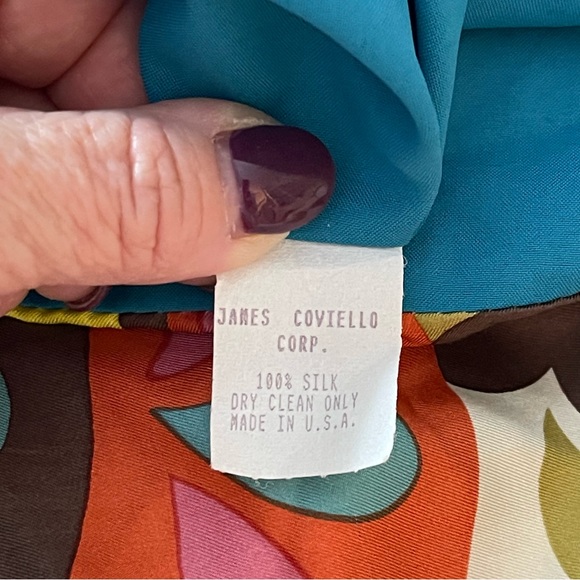 JAMES COVIELLO
CORP.
100% SILK
DRY CLEAN ONLY
MADE IN U.S.A.